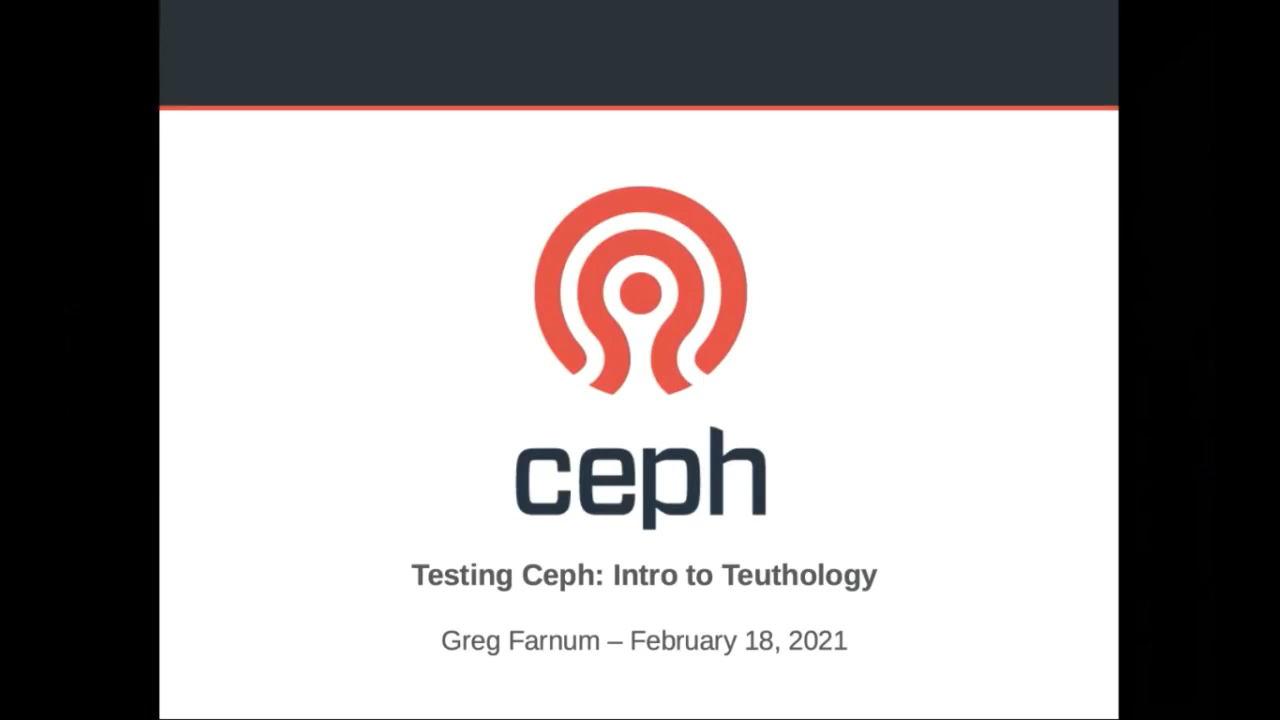 ceph
Testing Ceph: Intro to Teuthology
Greg Farnum – February 18, 2021